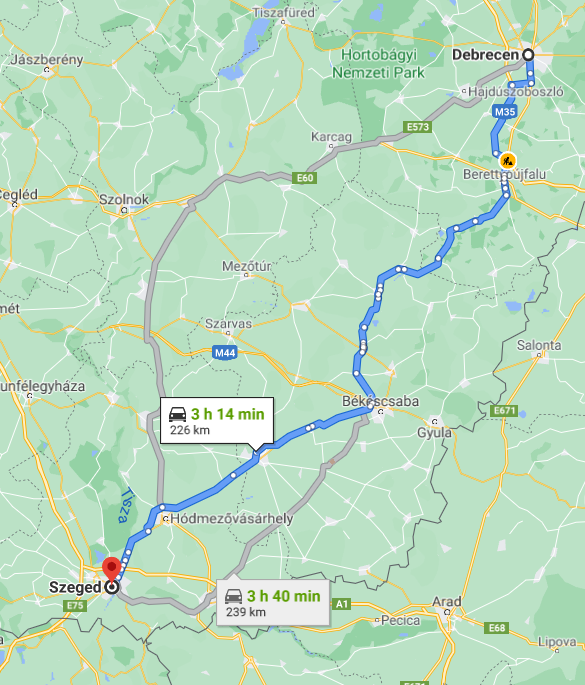 Tiszafüred
Debrecen
Jászberény
Hortobágyi
Nemzeti Park
Hajdúszoboszló
M35
E573
Karcag
E60
Berettyóújfalu
Cegléd
Szolnok
Mezőtúr
mét
Szarvas
M44
Salonta
unfélegyháza
Békéscsaba
E671
Gyula
3 h 14 min
226 km
Tisza
Hódmezővásárhely
Szeged
E75
3 h 40 min
239 km
A1
Arad
Pecica
E68
Lipova